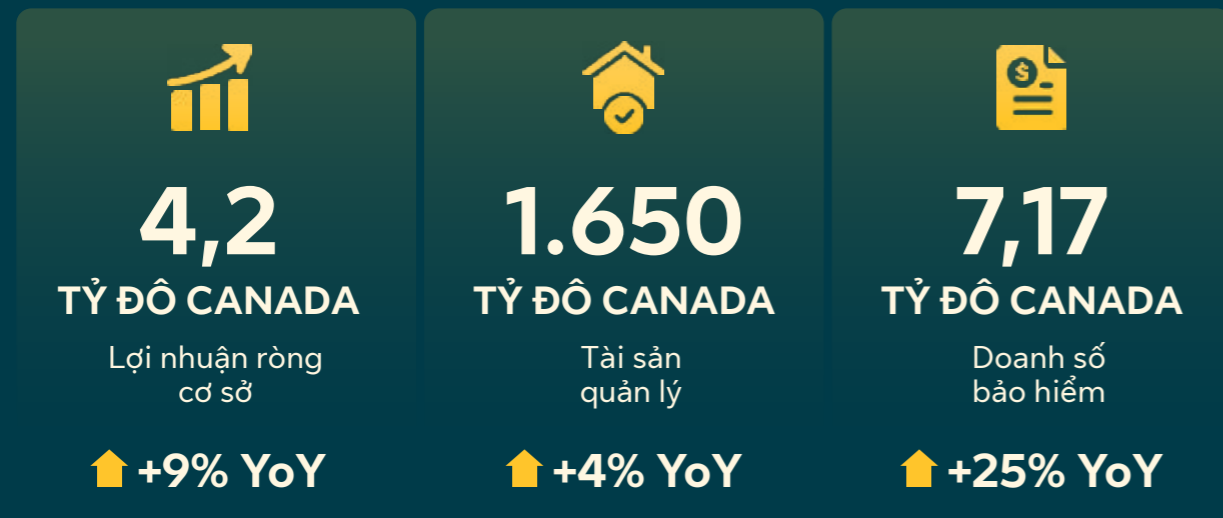 4,2
TỶ ĐÔ CANADA
Lợi nhuận ròng
cơ sở
+9% YoY
1.650
TỶ ĐÔ CANADA
Tài sản
quản lý
+4% YoY
$
7,17
TỶ ĐÔ CANADA
Doanh số
bảo hiểm
+25% YoY